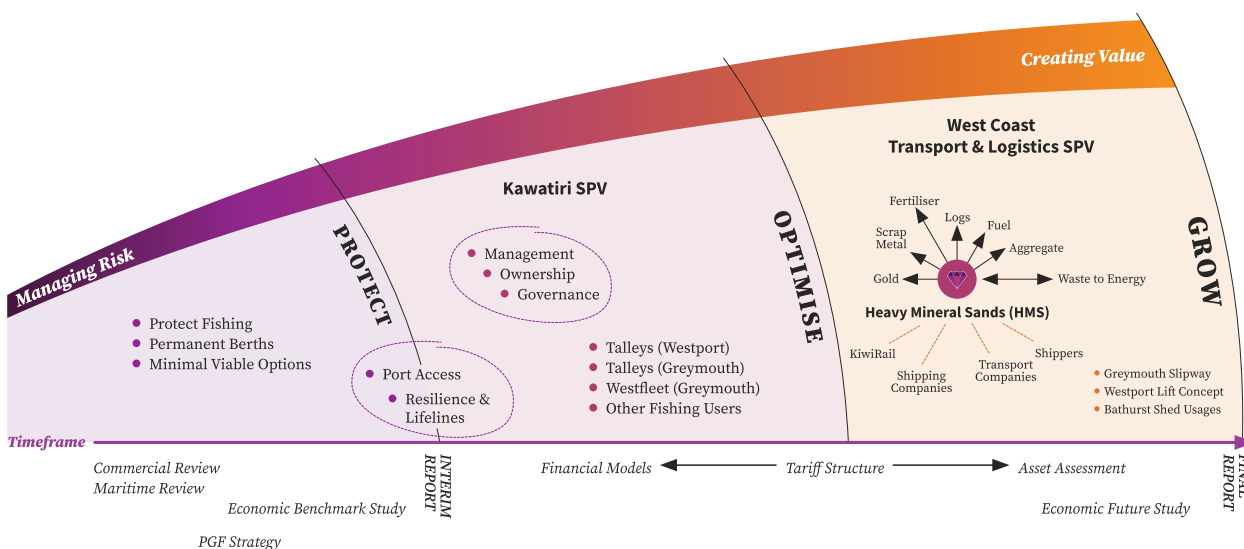 Creating Value
Managing Risk
PROTECT
Protect Fishing
Permanent Berths
Minimal Viable Options
Port Access
Resilience &
Lifelines
Kawatiri SPV
Management
Ownership
Governance
OPTIMISE
Talleys (Westport)
Talleys (Greymouth)
Westfleet (Greymouth)
Other Fishing Users
West Coast
Transport & Logistics SPV
Fertiliser
Logs
Fuel
Scrap
Metal
Aggregate
Gold
Waste to Energy
Heavy Mineral Sands (HMS)
KiwiRail
Shipping
Companies
Transport
Companies
Shippers
GROW
Greymouth Slipway
Westport Lift Concept
Bathurst Shed Usages
Timeframe
Commercial Review
Maritime Review
Economic Benchmark Study
PGF Strategy
INTERIM
REPORT
Financial Models
Tariff Structure
Asset Assessment
Economic Future Study
FINAL
REPORT